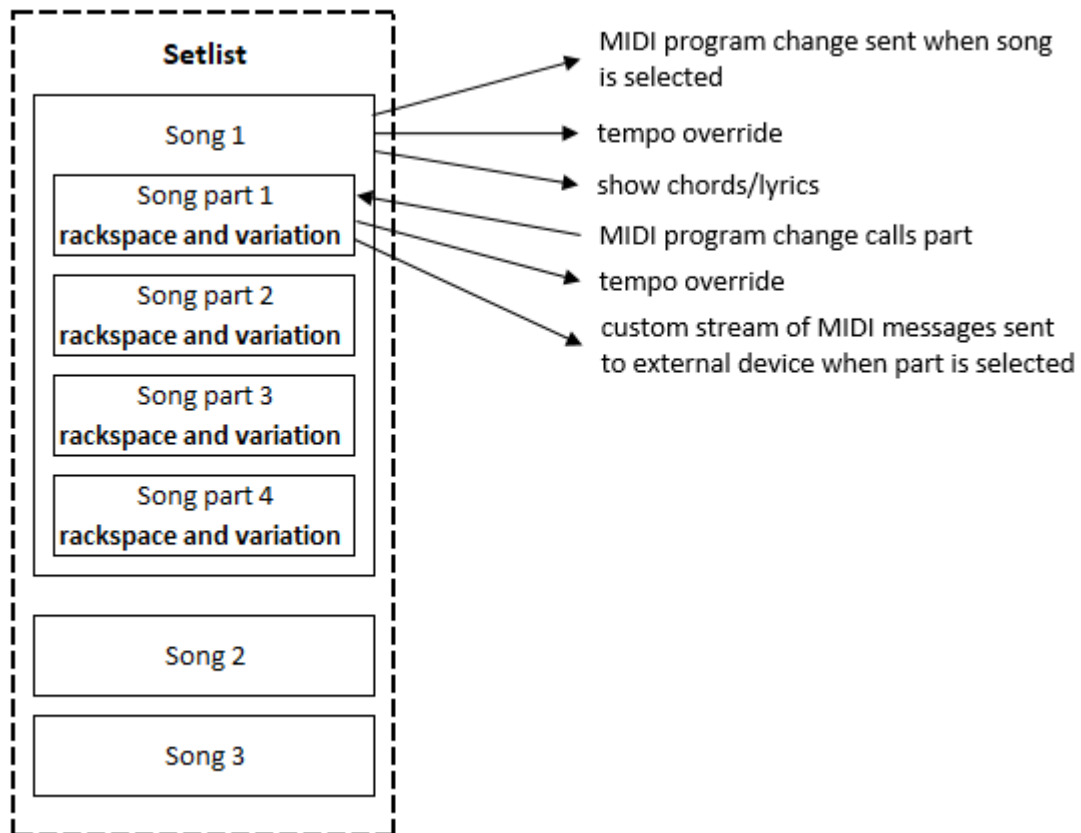 Setlist
Song 1
Song part 1
rackspace and variation
Song part 2
rackspace and variation
Song part 3
rackspace and variation
Song part 4
rackspace and variation
Song 2
Song 3
MIDI program change sent when song
is selected
tempo override
show chords/lyrics
MIDI program change calls part
tempo override
custom stream of MIDI messages sent
to external device when part is selected